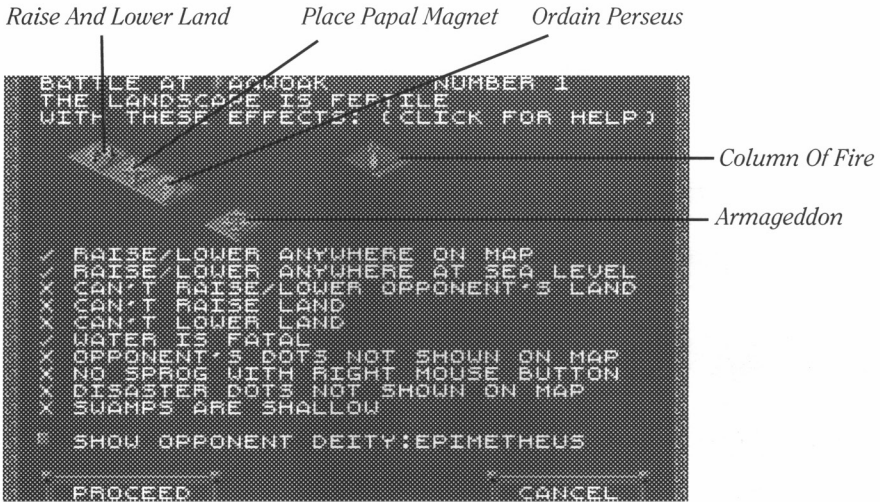 Raise And Lower Land Place Papal Magnet Ordain Perseus
BATTLE AT NUMBER 1
THE LANDSCAPE IS FERTILE
WITH THESE EFFECTS: (CLICK FOR HELP)
Column Of Fire
Armageddon
✓ RAISE/LOWER ANYWHERE ON MAP
✓ RAISE/LOWER ANYWHERE AT SEA LEVEL
X CAN'T RAISE/LOWER OPPONENT'S LAND
X CAN'T RAISE LAND
X CAN'T LOWER LAND
✓ WATER IS FATAL
X OPPONENT'S DOTS NOT SHOWN ON MAP
X NO SPROG WITH RIGHT MOUSE BUTTON
X DISASTER DOTS NOT SHOWN ON MAP
X SWAMPS ARE SHALLOW
SHOW OPPONENT DEITY:EPIMETHEUS
PROCEED CANCEL